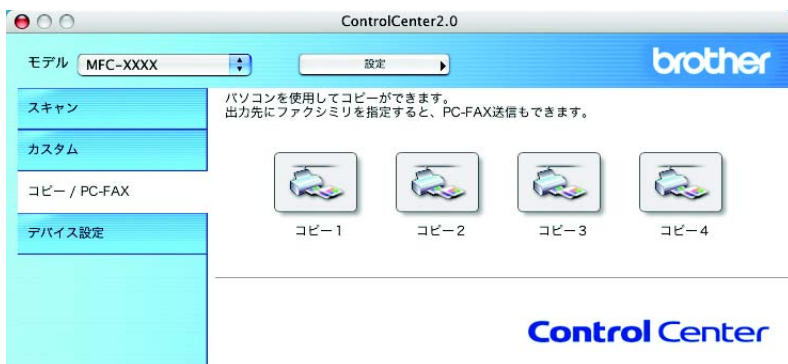 ControlCenter2.0
モデル MFC-XXXX
設定
brother
スキャン
カスタム
コピー / PC-FAX
デバイス設定
パソコンを使用してコピーができます。
出力先にファクシミリを指定すると、PC-FAX送信もできます。
コピー1
コピー2
コピー3
コピー4
Control Center